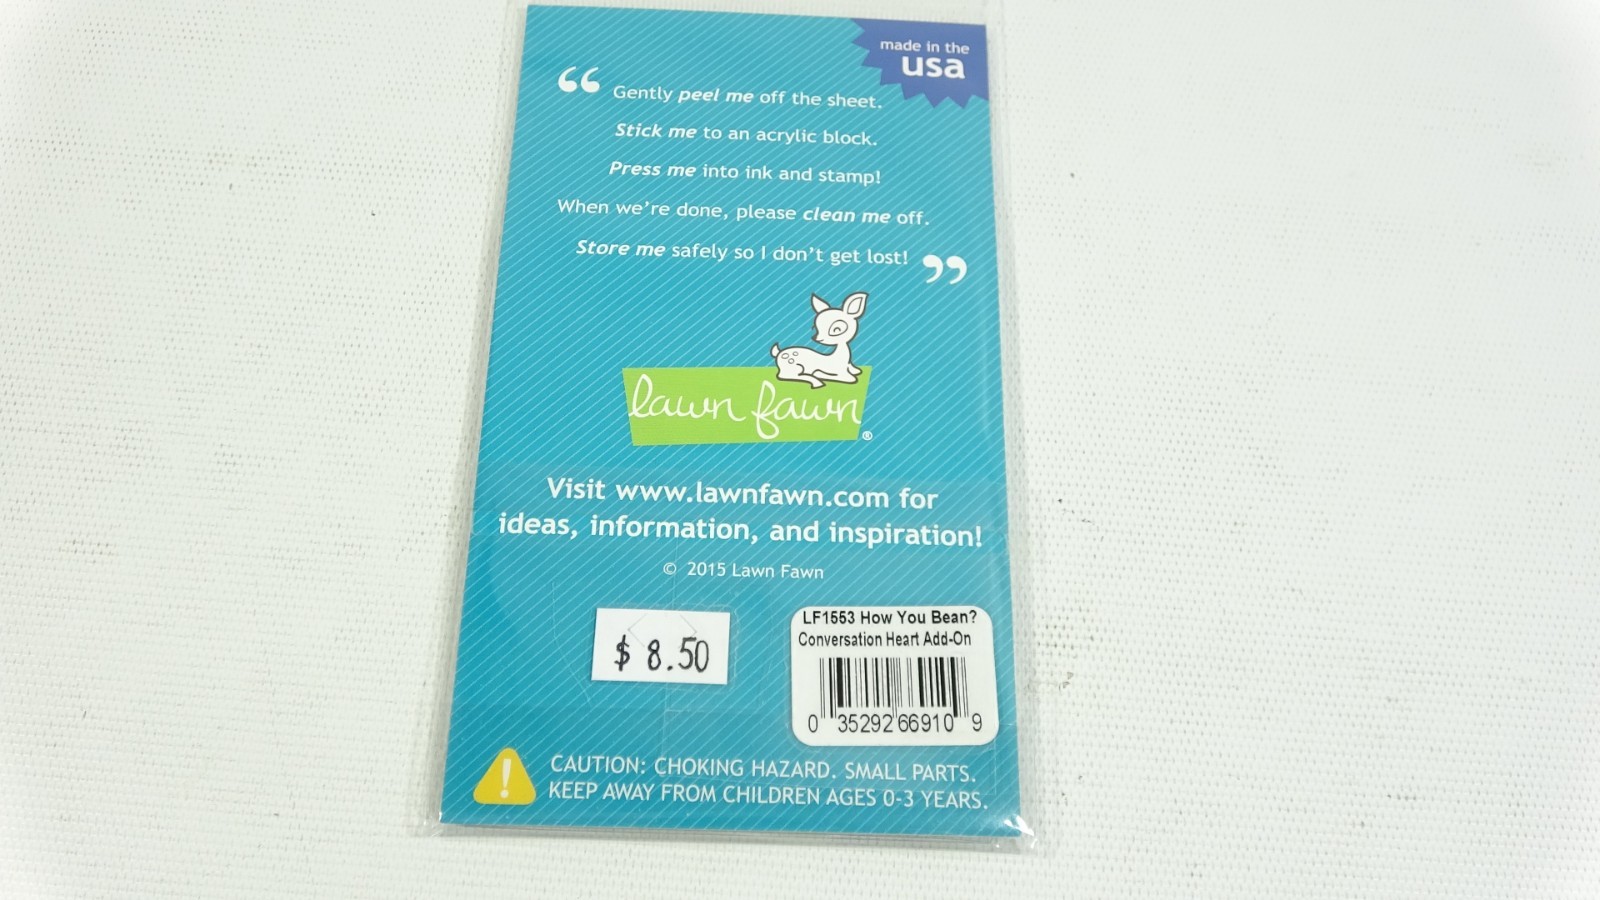 made in the
usa
“ Gently peel me off the sheet.
Stick me to an acrylic block.
Press me into ink and stamp!
When we're done, please clean me off.
Store me safely so I don't get lost! ”
lawn fawn ®
Visit www.lawnfawn.com for
ideas, information, and inspiration!
© 2015 Lawn Fawn
$ 8.50
LF1553 How You Bean?
Conversation Heart Add-On
0 35292 66910 9
! CAUTION: CHOKING HAZARD. SMALL PARTS.
KEEP AWAY FROM CHILDREN AGES 0-3 YEARS.